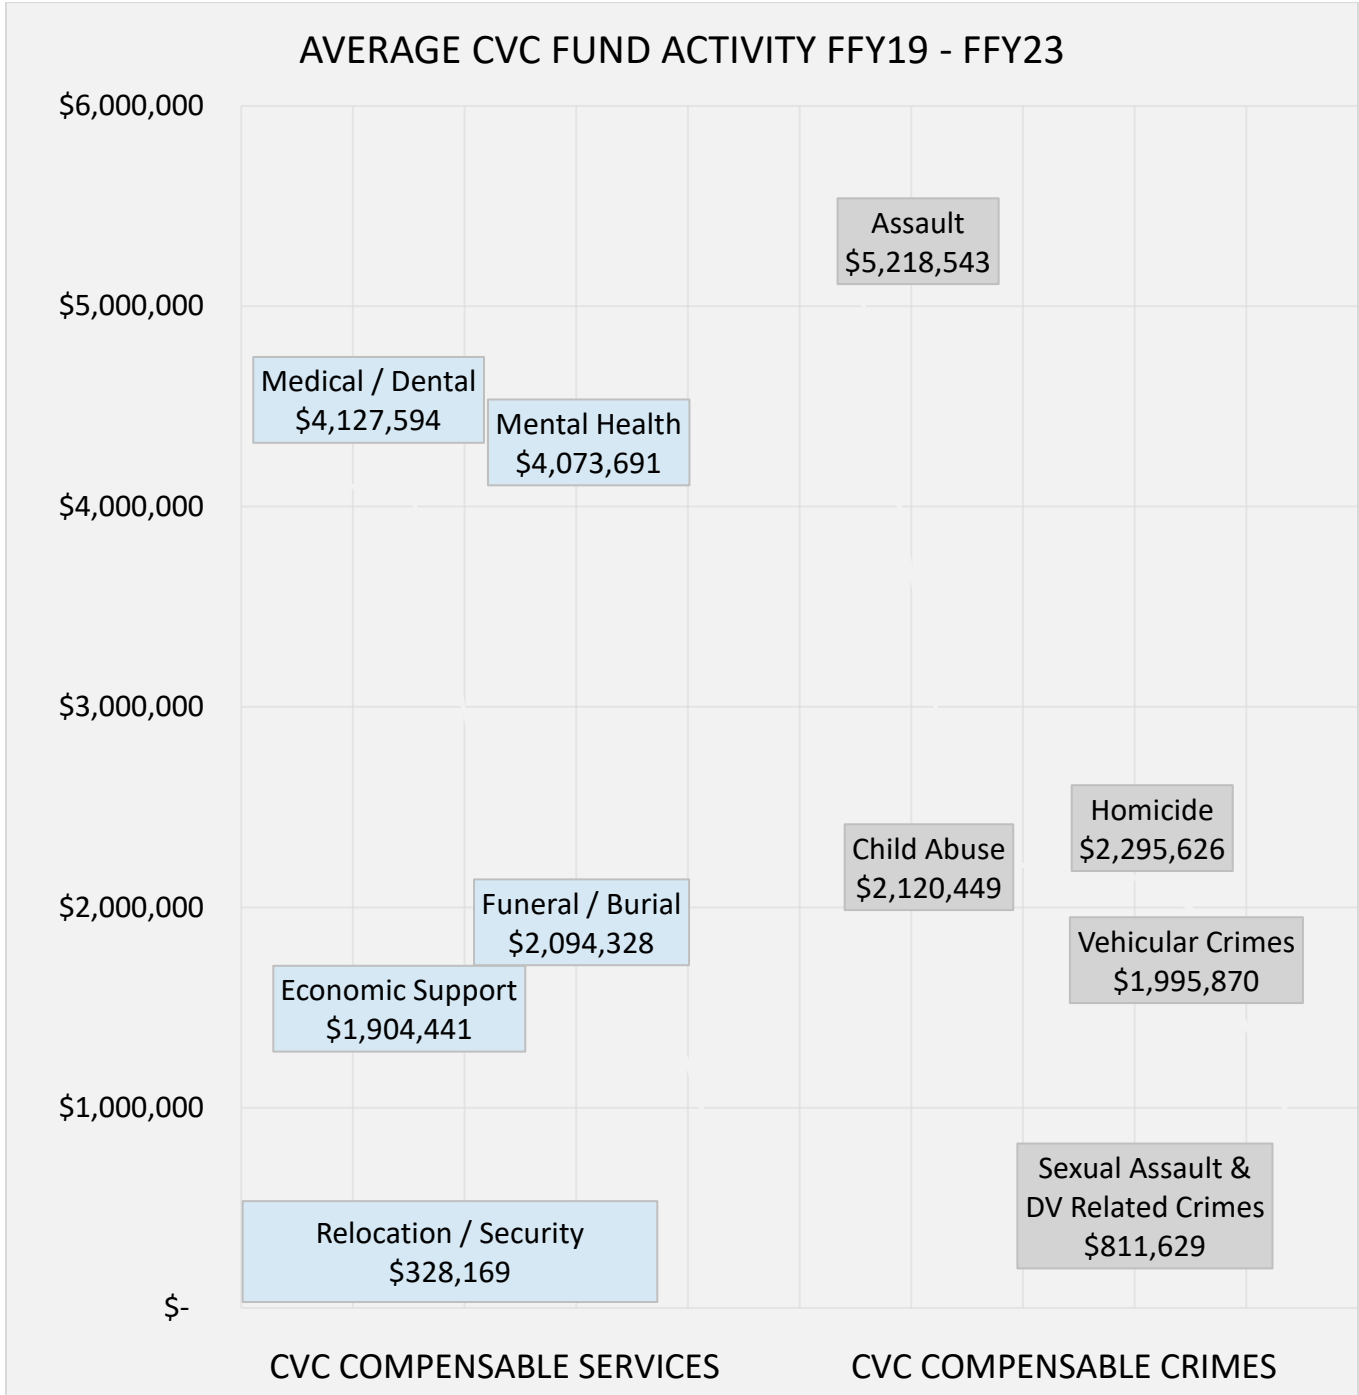 AVERAGE CVC FUND ACTIVITY FFY19 - FFY23
$6,000,000
$5,000,000
$4,000,000
$3,000,000
$2,000,000
$1,000,000
$-
Medical / Dental
$4,127,594
Mental Health
$4,073,691
Funeral / Burial
$2,094,328
Economic Support
$1,904,441
Relocation / Security
$328,169
Assault
$5,218,543
Homicide
$2,295,626
Child Abuse
$2,120,449
Vehicular Crimes
$1,995,870
Sexual Assault &
DV Related Crimes
$811,629
CVC COMPENSABLE SERVICES
CVC COMPENSABLE CRIMES